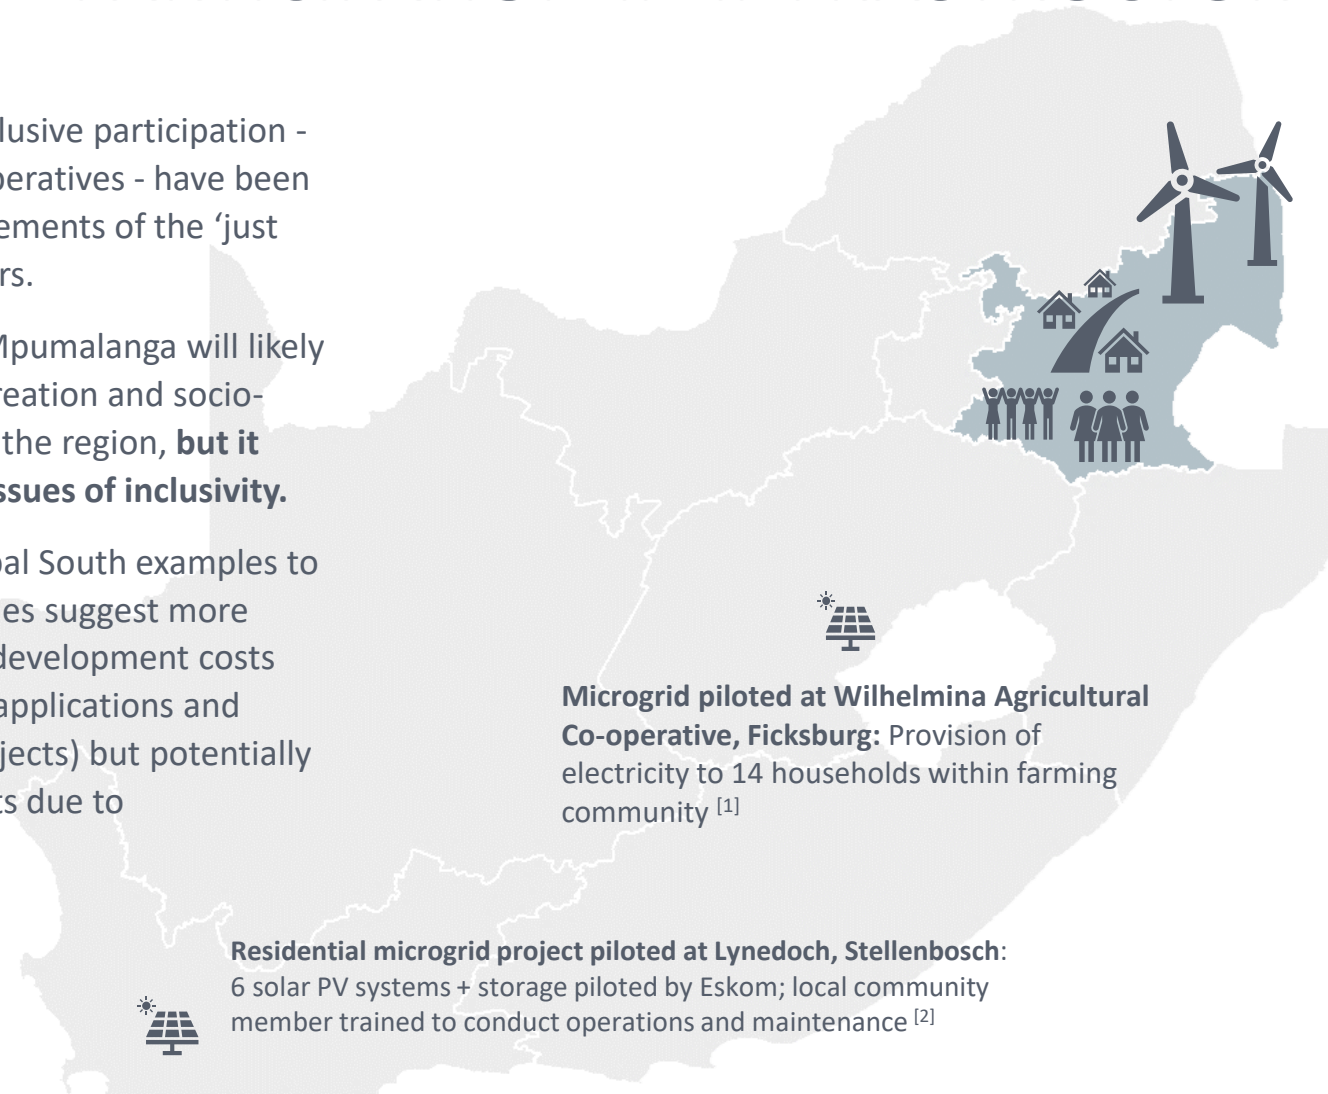 lusive participation -
peratives - have been
ements of the ‘just
rs.
Mpumalanga will likely
reation and socio-
the region, but it
ssues of inclusivity.
bal South examples to
es suggest more
development costs
applications and
jects) but potentially
ts due to
Microgrid piloted at Wilhelmina Agricultural
Co-operative, Ficksburg: Provision of
electricity to 14 households within farming
community [1]
Residential microgrid project piloted at Lynedoch, Stellenbosch:
6 solar PV systems + storage piloted by Eskom; local community
member trained to conduct operations and maintenance [2]